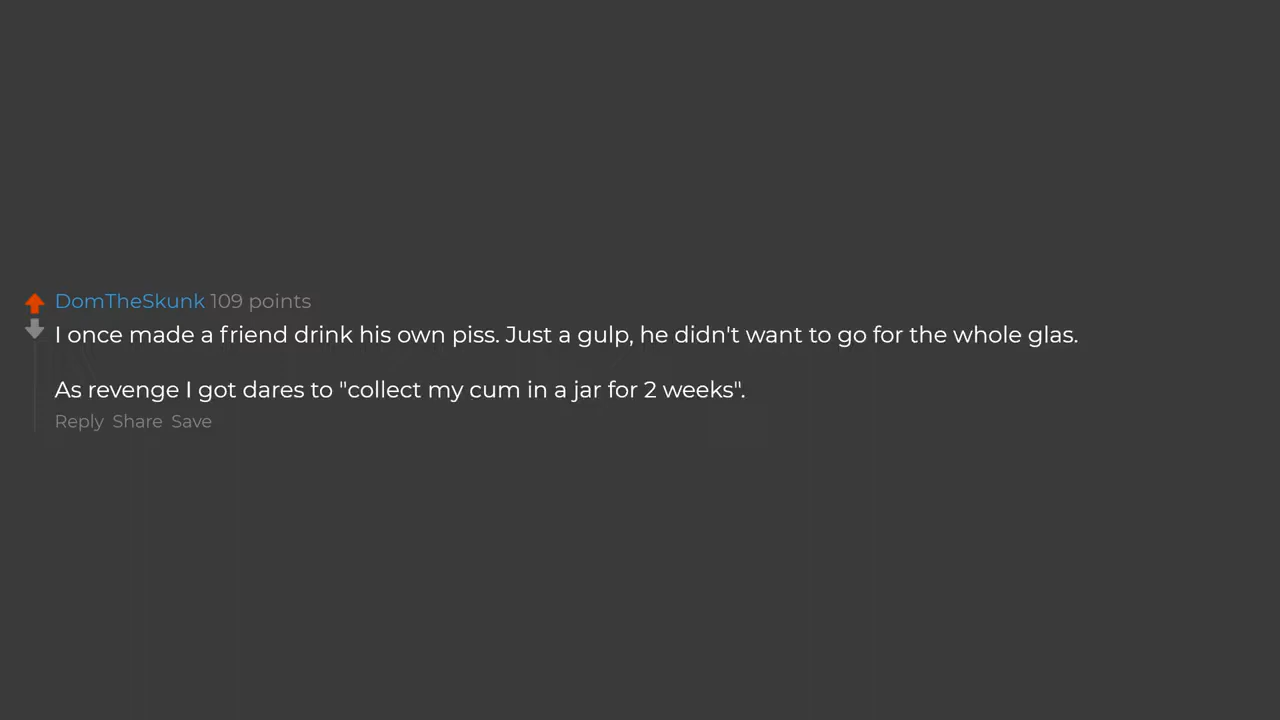 DomTheSkunk 109 points
I once made a friend drink his own piss. Just a gulp, he didn't want to go for the whole glas.
As revenge I got dares to "collect my cum in a jar for 2 weeks".
Reply Share Save